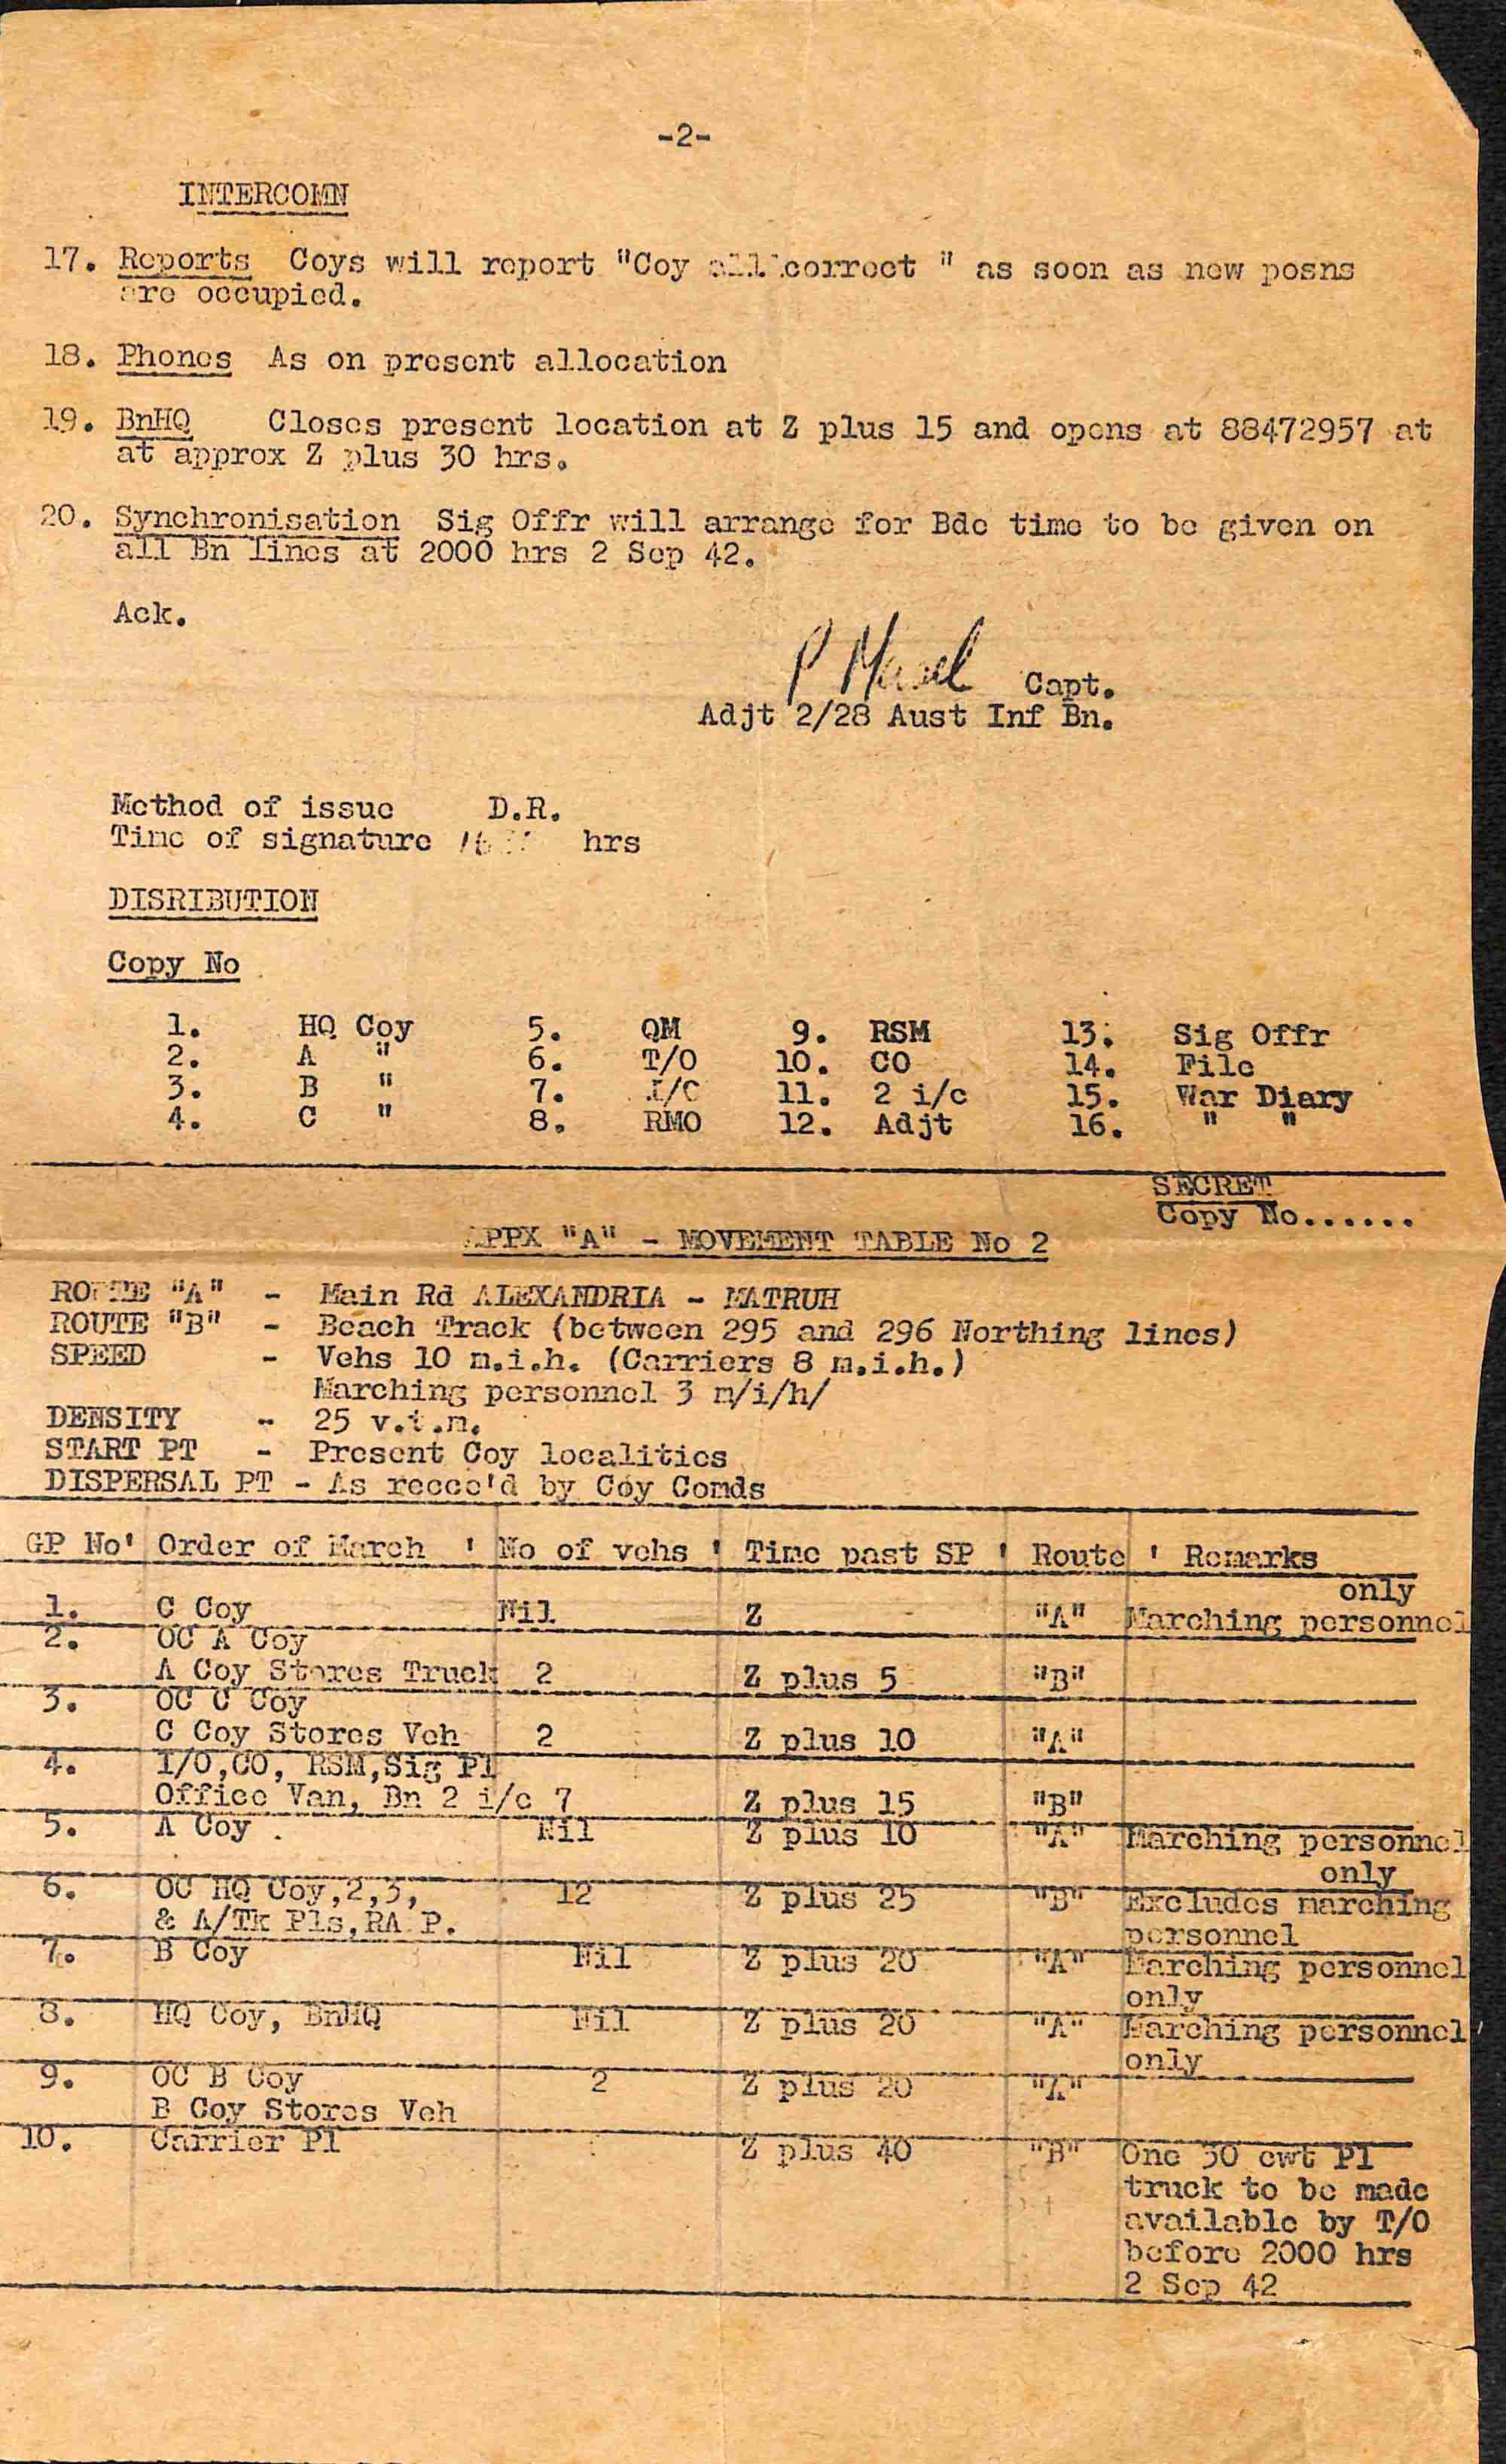 -2-
INTERCOMN
17. Reports Coys will report "Coy all correct " as soon as new posns
are occupied.
18. Phones As on present allocation
19. BnHQ Closes present location at Z plus 15 and opens at 88472957 at
at approx Z plus 30 hrs.
20. Synchronisation Sig Offr will arrange for Bde time to be given on
all Bn lines at 2000 hrs 2 Sep 42.
Ack.
P Masel Capt.
Adjt 2/28 Aust Inf Bn.
Method of issue D.R.
Time of signature hrs
DISRIBUTION
Copy No
1. HQ Coy 5. QM 9. RSM 13. Sig Offr
2. A " 6. T/O 10. CO 14. File
3. B " 7. I/C 11. 2 i/c 15. War Diary
4. C " 8. RMO 12. Adjt 16. " "
SECRET
Copy No.......
APPX "A" - MOVEMENT TABLE No 2
ROUTE "A" - Main Rd ALEXANDRIA - MATRUH
ROUTE "B" - Beach Track (between 295 and 296 Northing lines)
SPEED - Vehs 10 m.i.h. (Carriers 8 m.i.h.)
Marching personnel 3 m/i/h/
DENSITY - 25 v.t.m.
START PT - Present Coy localities
DISPERSAL PT - As recce'd by Coy Comds
GP No' Order of March ' No of vehs ' Time past SP ' Route ' Remarks
only
1. C Coy Nil Z "A" Marching personnel
2. OC A Coy
A Coy Stores Truck 2 Z plus 5 "B"
3. OC C Coy
C Coy Stores Veh 2 Z plus 10 "A"
4. I/O,CO, RSM,Sig Pl
Office Van, Bn 2 i/c 7 Z plus 15 "B"
5. A Coy . Nil Z plus 10 "A" Marching personnel
only
6. OC HQ Coy,2,3, 12 Z plus 25 "B" Excludes marching
& A/Tk Pls,RA P. personnel
7. B Coy Nil Z plus 20 "A" Marching personnel
only
8. HQ Coy, BnHQ Nil Z plus 20 "A" Marching personnel
only
9. OC B Coy 2 Z plus 20 "A"
B Coy Stores Veh
10. Carrier Pl Z plus 40 "B" One 30 cwt Pl
truck to be made
available by T/O
before 2000 hrs
2 Sep 42